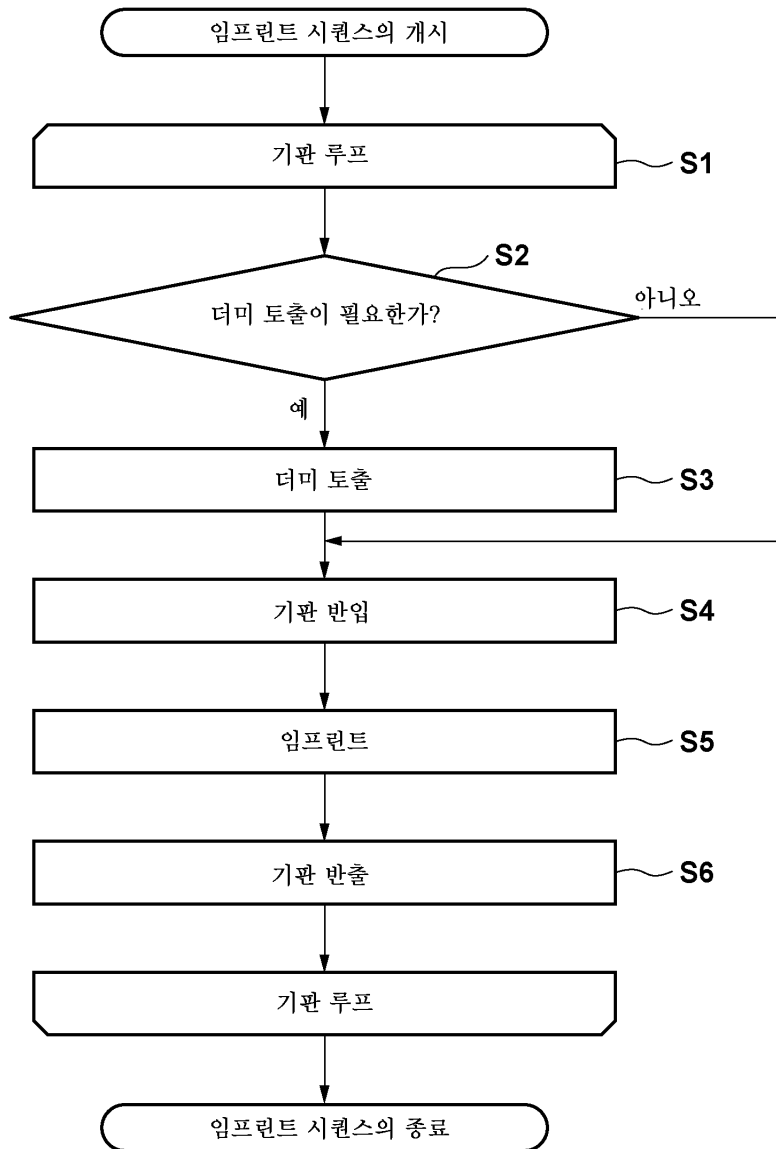 임프린트 시퀀스의 개시
기판 루프
S1
S2
더미 토출이 필요한가?
아니오
예
더미 토출
S3
기판 반입
S4
임프린트
S5
기판 반출
S6
기판 루프
임프린트 시퀀스의 종료